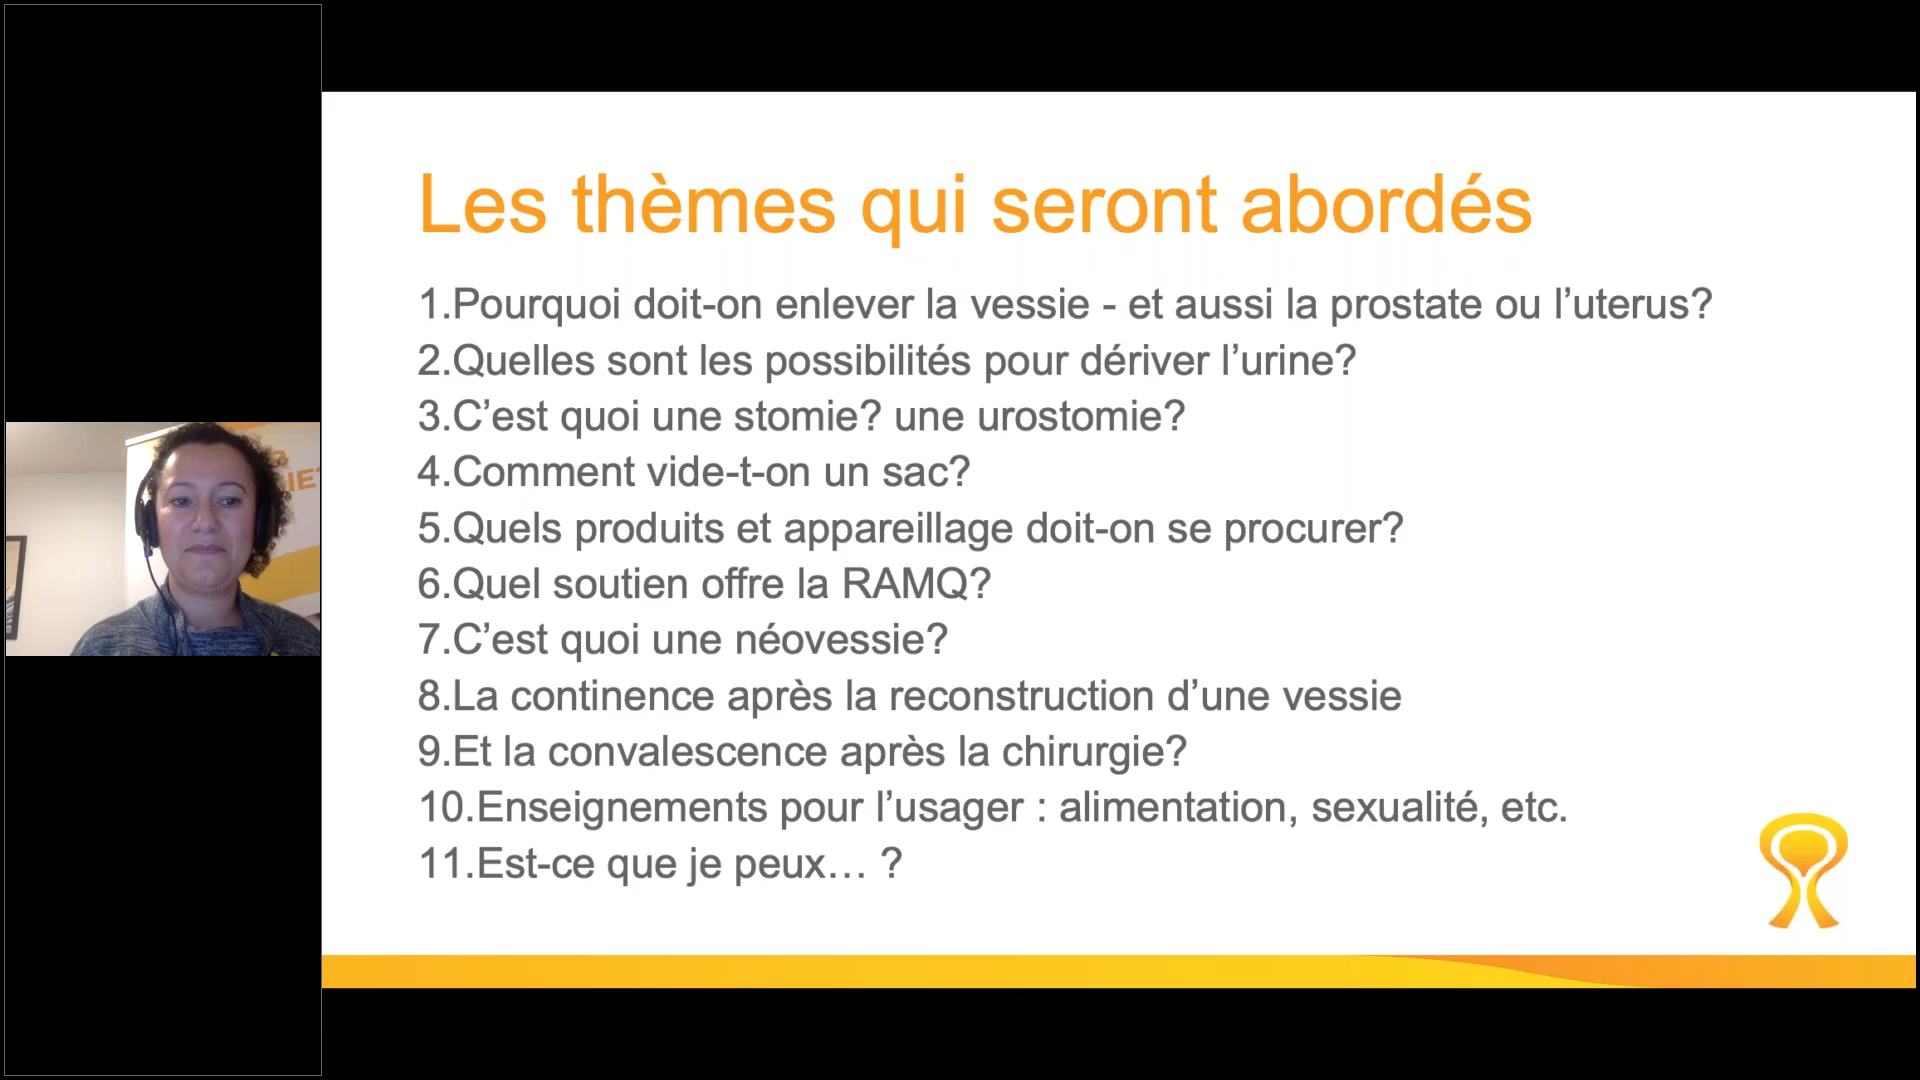 Les thèmes qui seront abordés
1.Pourquoi doit-on enlever la vessie - et aussi la prostate ou l’uterus?
2.Quelles sont les possibilités pour dériver l’urine?
3.C’est quoi une stomie? une urostomie?
4.Comment vide-t-on un sac?
5.Quels produits et appareillage doit-on se procurer?
6.Quel soutien offre la RAMQ?
7.C’est quoi une néovessie?
8.La continence après la reconstruction d’une vessie
9.Et la convalescence après la chirurgie?
10.Enseignements pour l’usager : alimentation, sexualité, etc.
11.Est-ce que je peux… ?